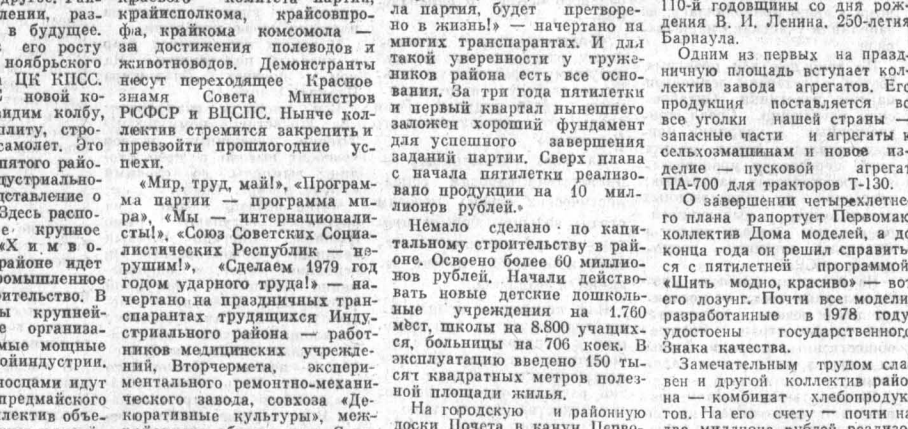 лении, раз-
в будущее.
его росту
ноябрьского
ЦК КПСС.
новой ко-
видим колбу,
плиту, стро-
самолет. Это
пятого райо-
дустриально-
дставление о
Здесь распо-
е крупное
«Х и м в о-
районе идет
ромышленное
ительство. В
ы крупней-
е организа-
мые мощные
ойиндустрии.
носцами идут
предмайского
лектив объе-
крайисполкома, крайсовпро-
фа, крайкома комсомола —
за достижения полеводов и
животноводов. Демонстранты
несут переходящее Красное
знамя Совета Министров
РСФСР и ВЦСПС. Нынче кол-
лектив стремится закрепить и
превзойти прошлогодние ус-
пехи.
«Мир, труд, май!», «Програм-
ма партии — программа ми-
ра», «Мы — интернационали-
сты!», «Союз Советских Социа-
листических Республик — не-
рушим!», «Сделаем 1979 год
годом ударного труда!» — на-
чертано на праздничных тран-
спарантах трудящихся Инду-
стриального района — работ-
ников медицинских учрежде-
ний, Вторчермета, экспери-
ментального ремонтно-механи-
ческого завода, совхоза «Де-
коративные культуры», меж-
ла партия, будет претворе-
но в жизнь!» — начертано на
многих транспарантах. И для
такой уверенности у труже-
ников района есть все осно-
вания. За три года пятилетки
и первый квартал нынешнего
заложен хороший фундамент
для успешного завершения
заданий партии. Сверх плана
с начала пятилетки реализо-
вано продукции на 10 мил-
лионов рублей.»
Немало сделано по капи-
тальному строительству в рай-
оне. Освоено более 60 миллио-
нов рублей. Начали действо-
вать новые детские дошколь-
ные учреждения на 1.760
мест, школы на 8.800 учащих-
ся, больницы на 706 коек. В
эксплуатацию введено 150 ты-
сяч квадратных метров полез-
ной площади жилья.
На городскую и районную
доски Почета в канун Перво-
110-й годовщины со дня рож-
дения В. И. Ленина, 250-летия
Барнаула.
Одним из первых на празд-
ничную площадь вступает кол-
лектив завода агрегатов. Его
продукция поставляется во
все уголки нашей страны —
запасные части и агрегаты к
сельхозмашинам и новое из-
делие — пусковой агрегат
ПА-700 для тракторов Т-130.
О завершении четырехлетне-
го плана рапортует Первомаю
коллектив Дома моделей, а до
конца года он решил справить-
ся с пятилетней программой
«Шить модно, красиво» — вот
его лозунг. Почти все модели
разработанные в 1978 году
удостоены государственного
Знака качества.
Замечательным трудом сла-
вен и другой коллектив райо-
на — комбинат хлебопродук-
тов. На его счету — почти на